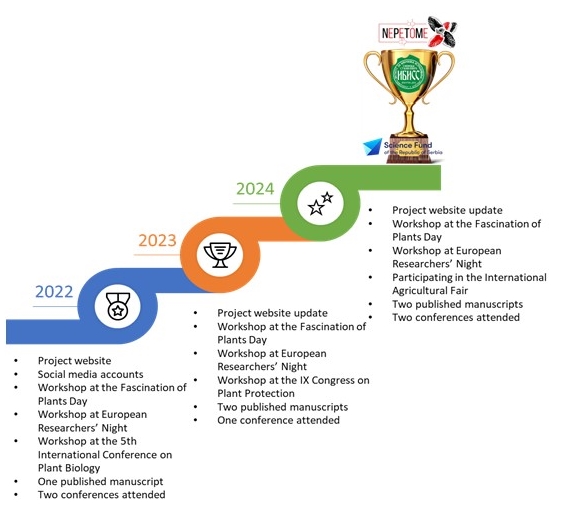 NEPETOME
ИБИСС
Science Fund
of the Republic of Serbia
2024
• Project website update
• Workshop at the Fascination of
Plants Day
• Workshop at European
Researchers’ Night
• Participating in the International
Agricultural Fair
• Two published manuscripts
• Two conferences attended
2023
• Project website update
• Workshop at the Fascination of
Plants Day
• Workshop at European
Researchers’ Night
• Workshop at the IX Congress on
Plant Protection
• Two published manuscripts
• One conference attended
2022
• Project website
• Social media accounts
• Workshop at the Fascination of
Plants Day
• Workshop at European
Researchers’ Night
• Workshop at the 5th
International Conference on
Plant Biology
• One published manuscript
• Two conferences attended